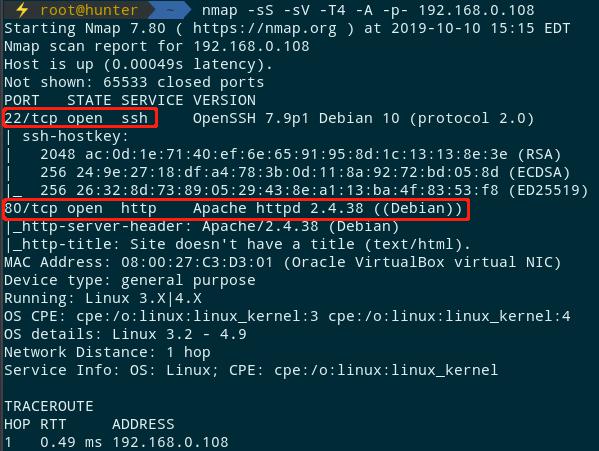 ⚡ root@hunter ~ nmap -sS -sV -T4 -A -p- 192.168.0.108
Starting Nmap 7.80 ( https://nmap.org ) at 2019-10-10 15:15 EDT
Nmap scan report for 192.168.0.108
Host is up (0.00049s latency).
Not shown: 65533 closed ports
PORT   STATE SERVICE VERSION
22/tcp open  ssh     OpenSSH 7.9p1 Debian 10 (protocol 2.0)
| ssh-hostkey:
|   2048 ac:0d:1e:71:40:ef:6e:65:91:95:8d:1c:13:13:8e:3e (RSA)
|   256 24:9e:27:18:df:a4:78:3b:0d:11:8a:92:72:bd:05:8d (ECDSA)
|_  256 26:32:8d:73:89:05:29:43:8e:a1:13:ba:4f:83:53:f8 (ED25519)
80/tcp open  http    Apache httpd 2.4.38 ((Debian))
|_http-server-header: Apache/2.4.38 (Debian)
|_http-title: Site doesn't have a title (text/html).
MAC Address: 08:00:27:C3:D3:01 (Oracle VirtualBox virtual NIC)
Device type: general purpose
Running: Linux 3.X|4.X
OS CPE: cpe:/o:linux:linux_kernel:3 cpe:/o:linux:linux_kernel:4
OS details: Linux 3.2 - 4.9
Network Distance: 1 hop
Service Info: OS: Linux; CPE: cpe:/o:linux:linux_kernel
TRACEROUTE
HOP RTT     ADDRESS
1   0.49 ms 192.168.0.108